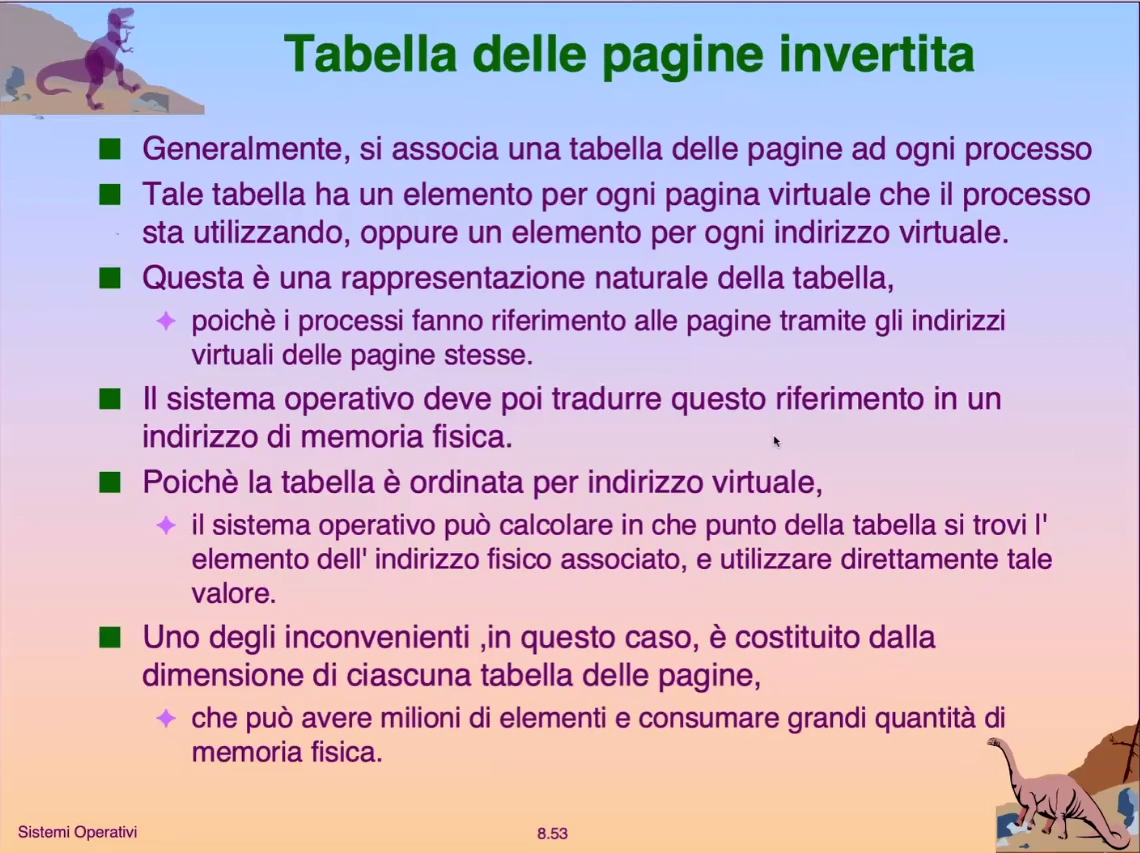 Tabella delle pagine invertita
Generalmente, si associa una tabella delle pagine ad ogni processo
Tale tabella ha un elemento per ogni pagina virtuale che il processo
sta utilizzando, oppure un elemento per ogni indirizzo virtuale.
Questa è una rappresentazione naturale della tabella,
poichè i processi fanno riferimento alle pagine tramite gli indirizzi
virtuali delle pagine stesse.
Il sistema operativo deve poi tradurre questo riferimento in un
indirizzo di memoria fisica.
Poichè la tabella è ordinata per indirizzo virtuale,
il sistema operativo può calcolare in che punto della tabella si trovi l'
elemento dell' indirizzo fisico associato, e utilizzare direttamente tale
valore.
Uno degli inconvenienti ,in questo caso, è costituito dalla
dimensione di ciascuna tabella delle pagine,
che può avere milioni di elementi e consumare grandi quantità di
memoria fisica.
Sistemi Operativi
8.53